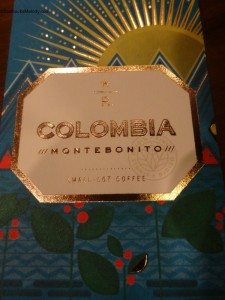 R
COLOMBIA
///MONTEBONITO///
SMALL-LOT COFFEE